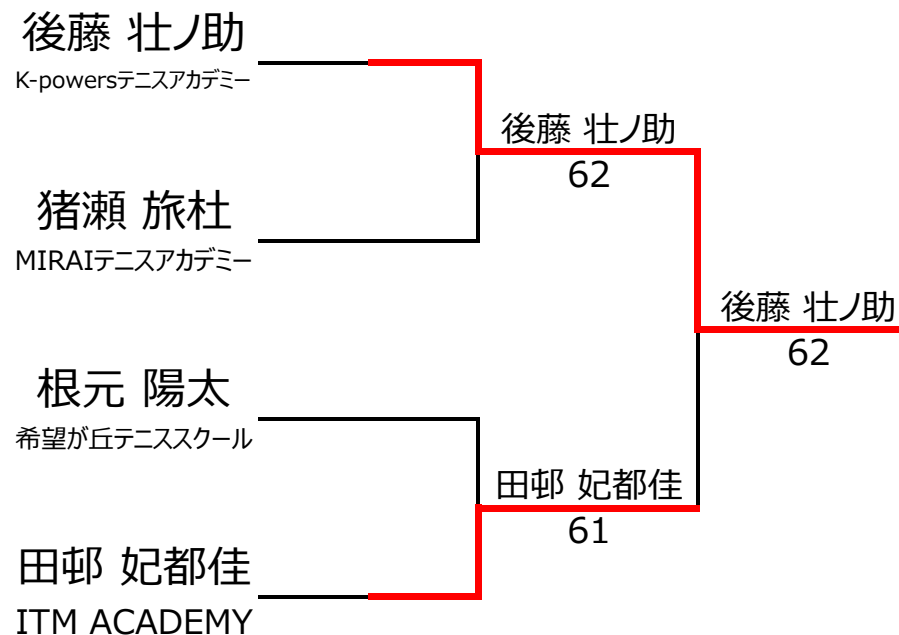 後藤 壮ノ助
K-powersテニスアカデミー
後藤 壮ノ助
62
猪瀬 旅杜
MIRAIテニスアカデミー
後藤 壮ノ助
62
根元 陽太
希望が丘テニススクール
田邨 妃都佳
61
田邨 妃都佳
ITM ACADEMY